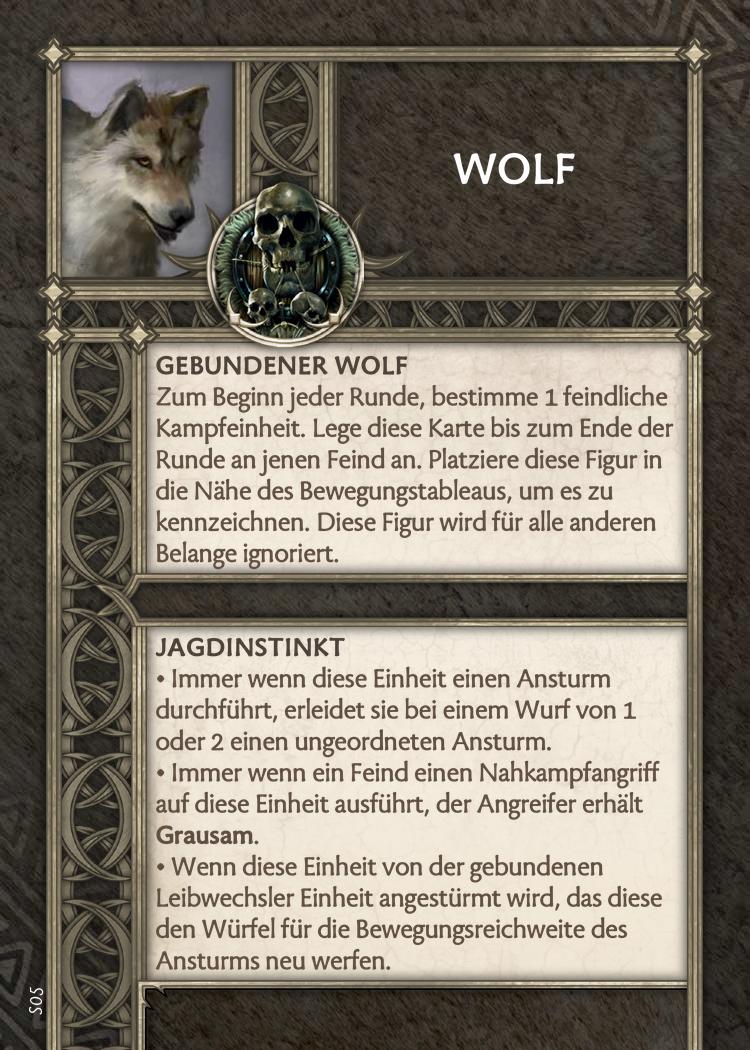 WOLF
GEBUNDENER WOLF
Zum Beginn jeder Runde, bestimme 1 feindliche
Kampfeinheit. Lege diese Karte bis zum Ende der
Runde an jenen Feind an. Platziere diese Figur in
die Nähe des Bewegungstableaus, um es zu
kennzeichnen. Diese Figur wird für alle anderen
Belange ignoriert.
JAGDINSTINKT
• Immer wenn diese Einheit einen Ansturm
durchführt, erleidet sie bei einem Wurf von 1
oder 2 einen ungeordneten Ansturm.
• Immer wenn ein Feind einen Nahkampfangriff
auf diese Einheit ausführt, der Angreifer erhält
Grausam.
• Wenn diese Einheit von der gebundenen
Leibwechsler Einheit angestürmt wird, das diese
den Würfel für die Bewegungsreichweite des
Ansturms neu werfen.
S05